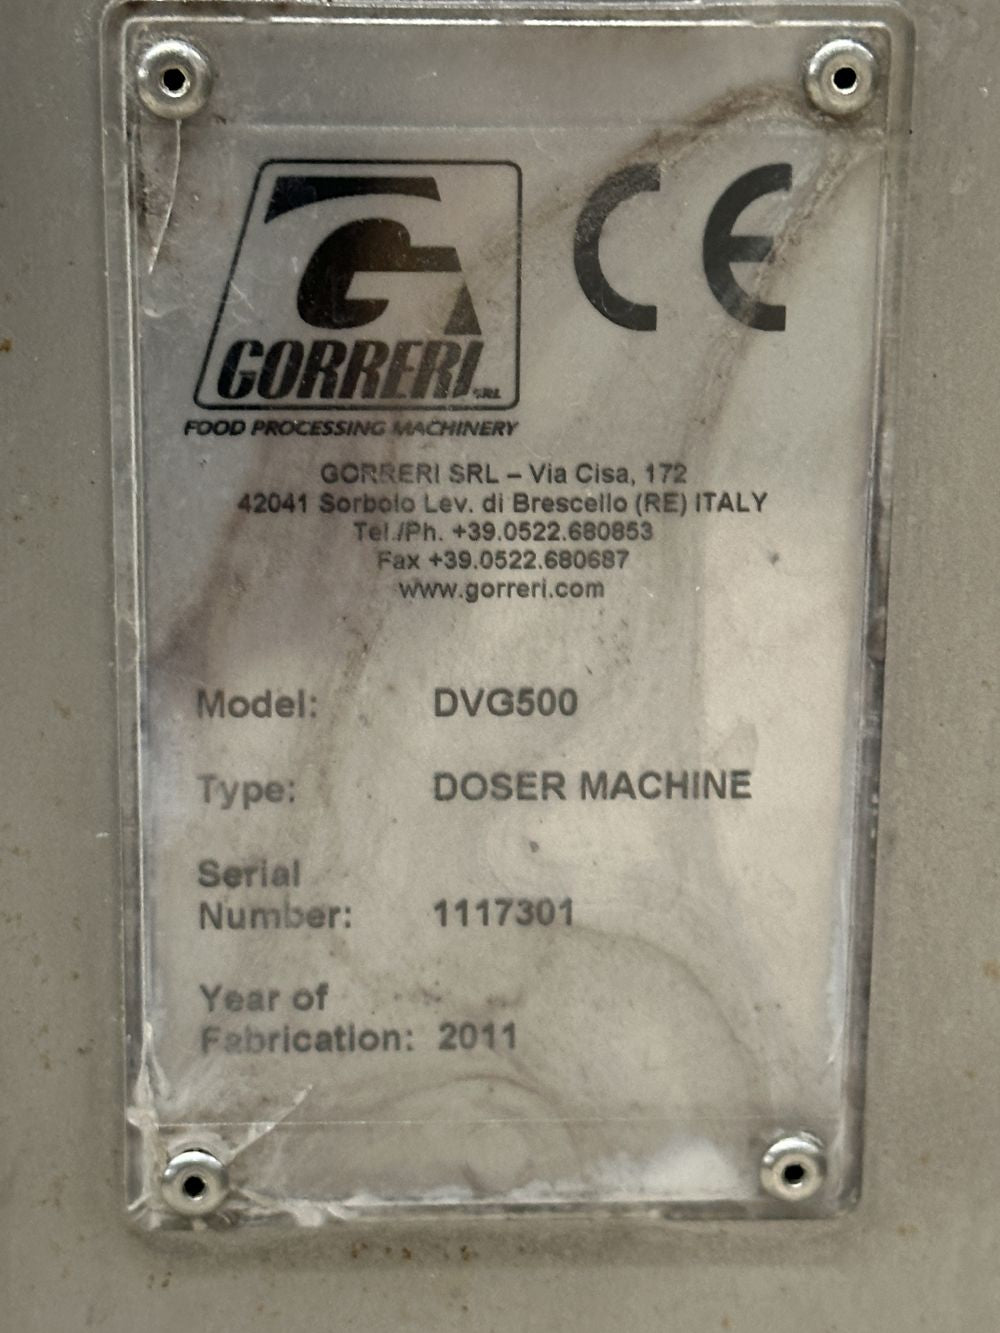 CE
GORRERI SRL
FOOD PROCESSING MACHINERY
GORRERI SRL – Via Cisa, 172
42041 Sorbolo Lev. di Brescello (RE) ITALY
Tel./Ph. +39.0522.680853
Fax +39.0522.680687
www.gorreri.com
Model: DVG500
Type: DOSER MACHINE
Serial
Number: 1117301
Year of
Fabrication: 2011